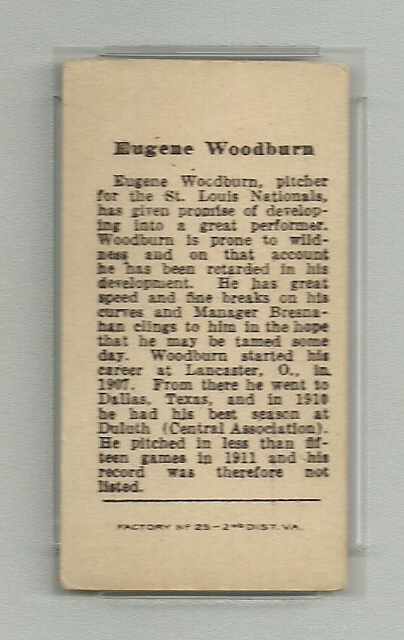 Eugene Woodburn
Eugene Woodburn, pitcher
for the St. Louis Nationals,
has given promise of develop-
ing into a great performer.
Woodburn is prone to wild-
ness and on that account
he has been retarded in his
development. He has great
speed and fine breaks on his
curves and Manager Bresna-
han clings to him in the hope
that he may be tamed some
day. Woodburn started his
career at Lancaster, O., in
1907. From there he went to
Dallas, Texas, and in 1910
he had his best season at
Duluth (Central Association).
He pitched in less than fif-
teen games in 1911 and his
record was therefore not
listed.
FACTORY Nº 25-2ND DIST. VA.